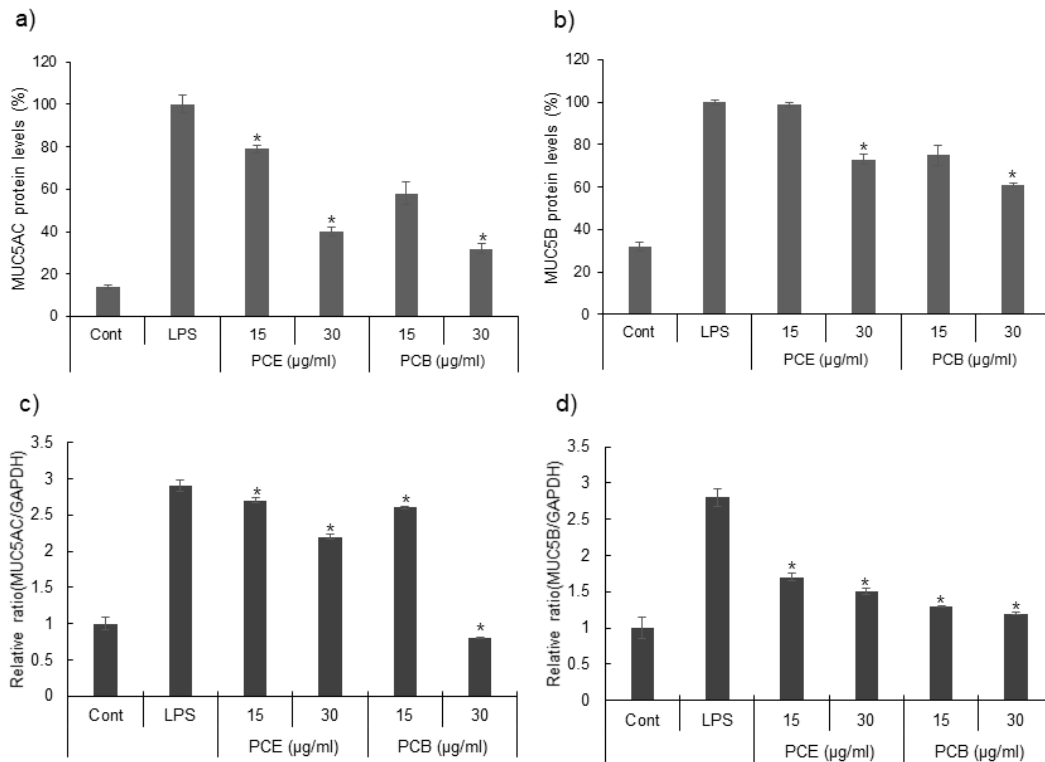 a)
MUC5AC protein levels (%)
120
100
80
60
40
20
0
*
*
*
Cont LPS 15 30 15 30
PCE (µg/ml) PCB (µg/ml)
b)
MUC5B protein levels (%)
120
100
80
60
40
20
0
*
*
Cont LPS 15 30 15 30
PCE (µg/ml) PCB (µg/ml)
c)
Relative ratio(MUC5AC/GAPDH)
3.5
3
2.5
2
1.5
1
0.5
0
*
*
*
*
Cont LPS 15 30 15 30
PCE (µg/ml) PCB (µg/ml)
d)
Relative ratio(MUC5B/GAPDH)
3.5
3
2.5
2
1.5
1
0.5
0
*
*
*
*
Cont LPS 15 30 15 30
PCE (µg/ml) PCB (µg/ml)